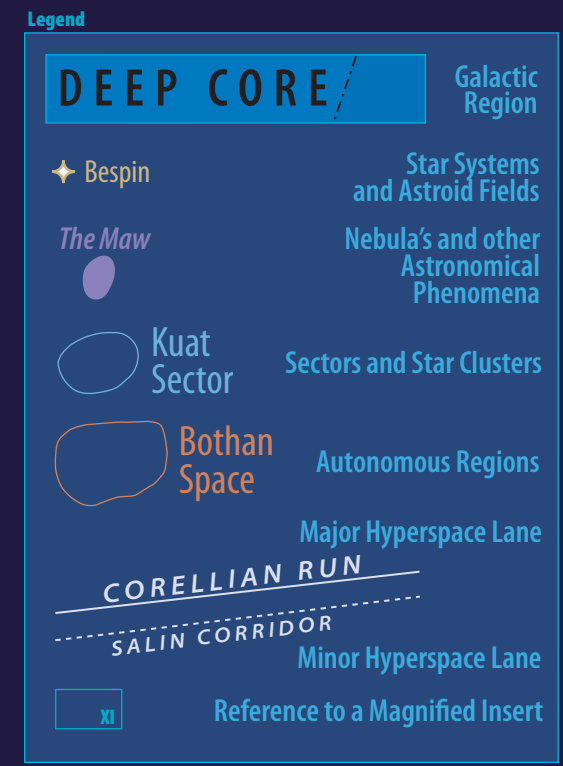 Legend
DEEP CORE
Galactic
Region
Bespin
Star Systems
and Astroid Fields
The Maw
Nebula's and other
Astronomical
Phenomena
Kuat
Sector
Sectors and Star Clusters
Bothan
Space
Autonomous Regions
Major Hyperspace Lane
CORELLIAN RUN
SALIN CORRIDOR
Minor Hyperspace Lane
XI
Reference to a Magnified Insert